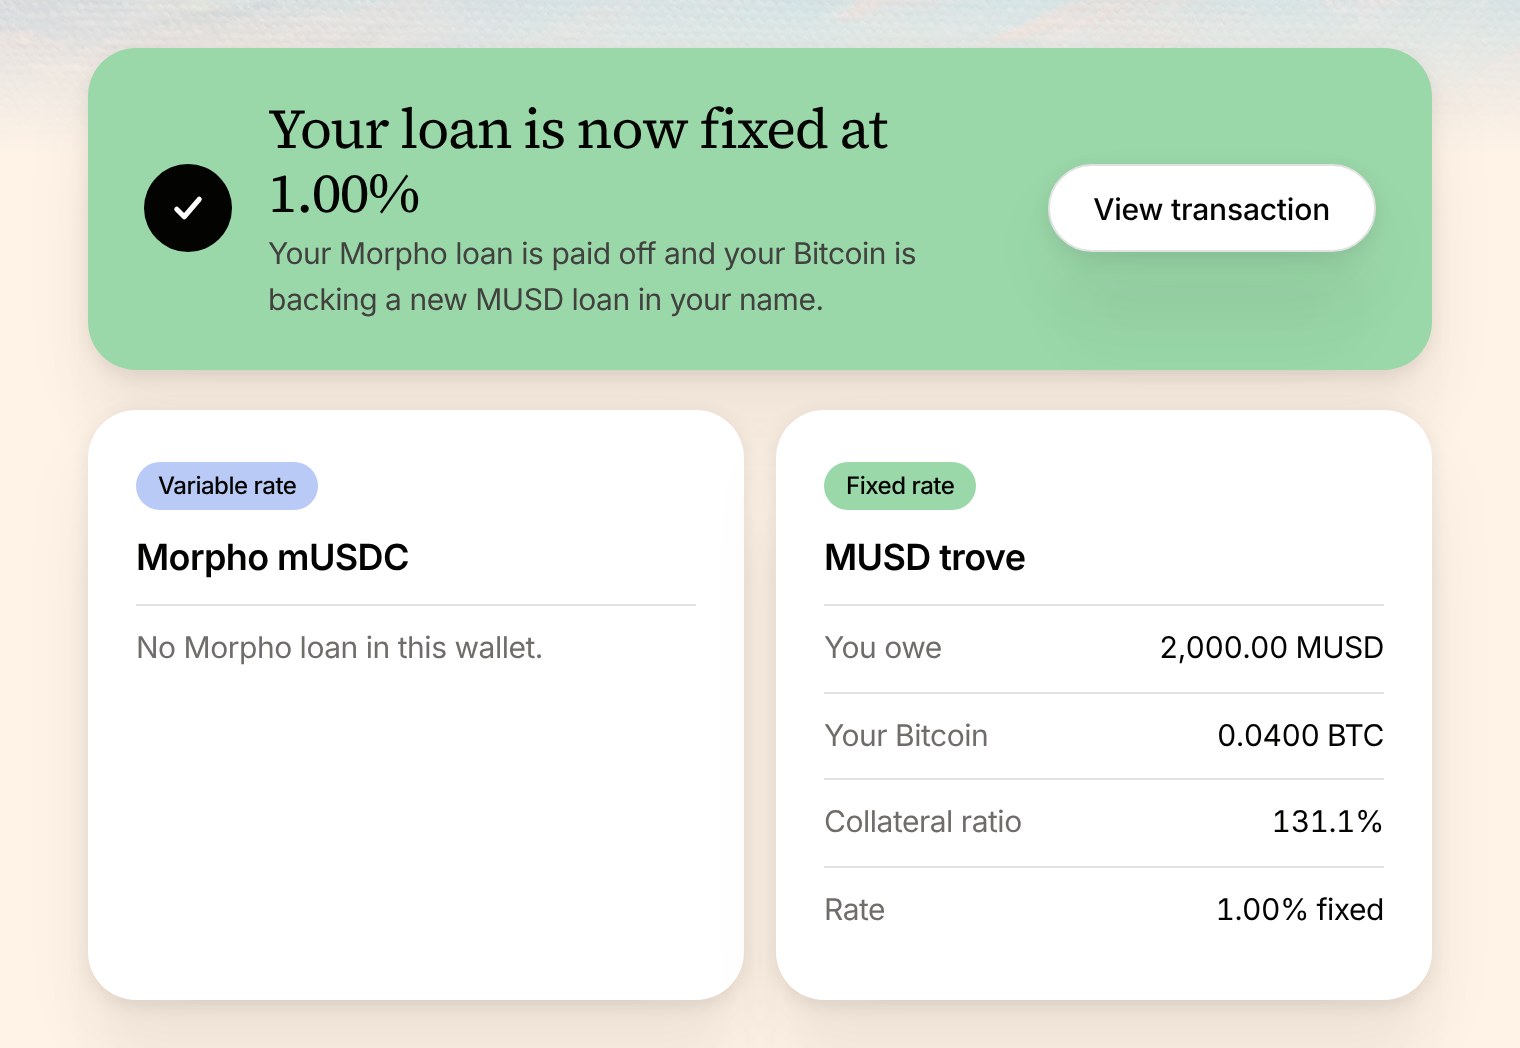 Your loan is now fixed at
1.00%
Your Morpho loan is paid off and your Bitcoin is
backing a new MUSD loan in your name.
View transaction
Variable rate
Morpho mUSDC
No Morpho loan in this wallet.
Fixed rate
MUSD trove
You owe 2,000.00 MUSD
Your Bitcoin 0.0400 BTC
Collateral ratio 131.1%
Rate 1.00% fixed